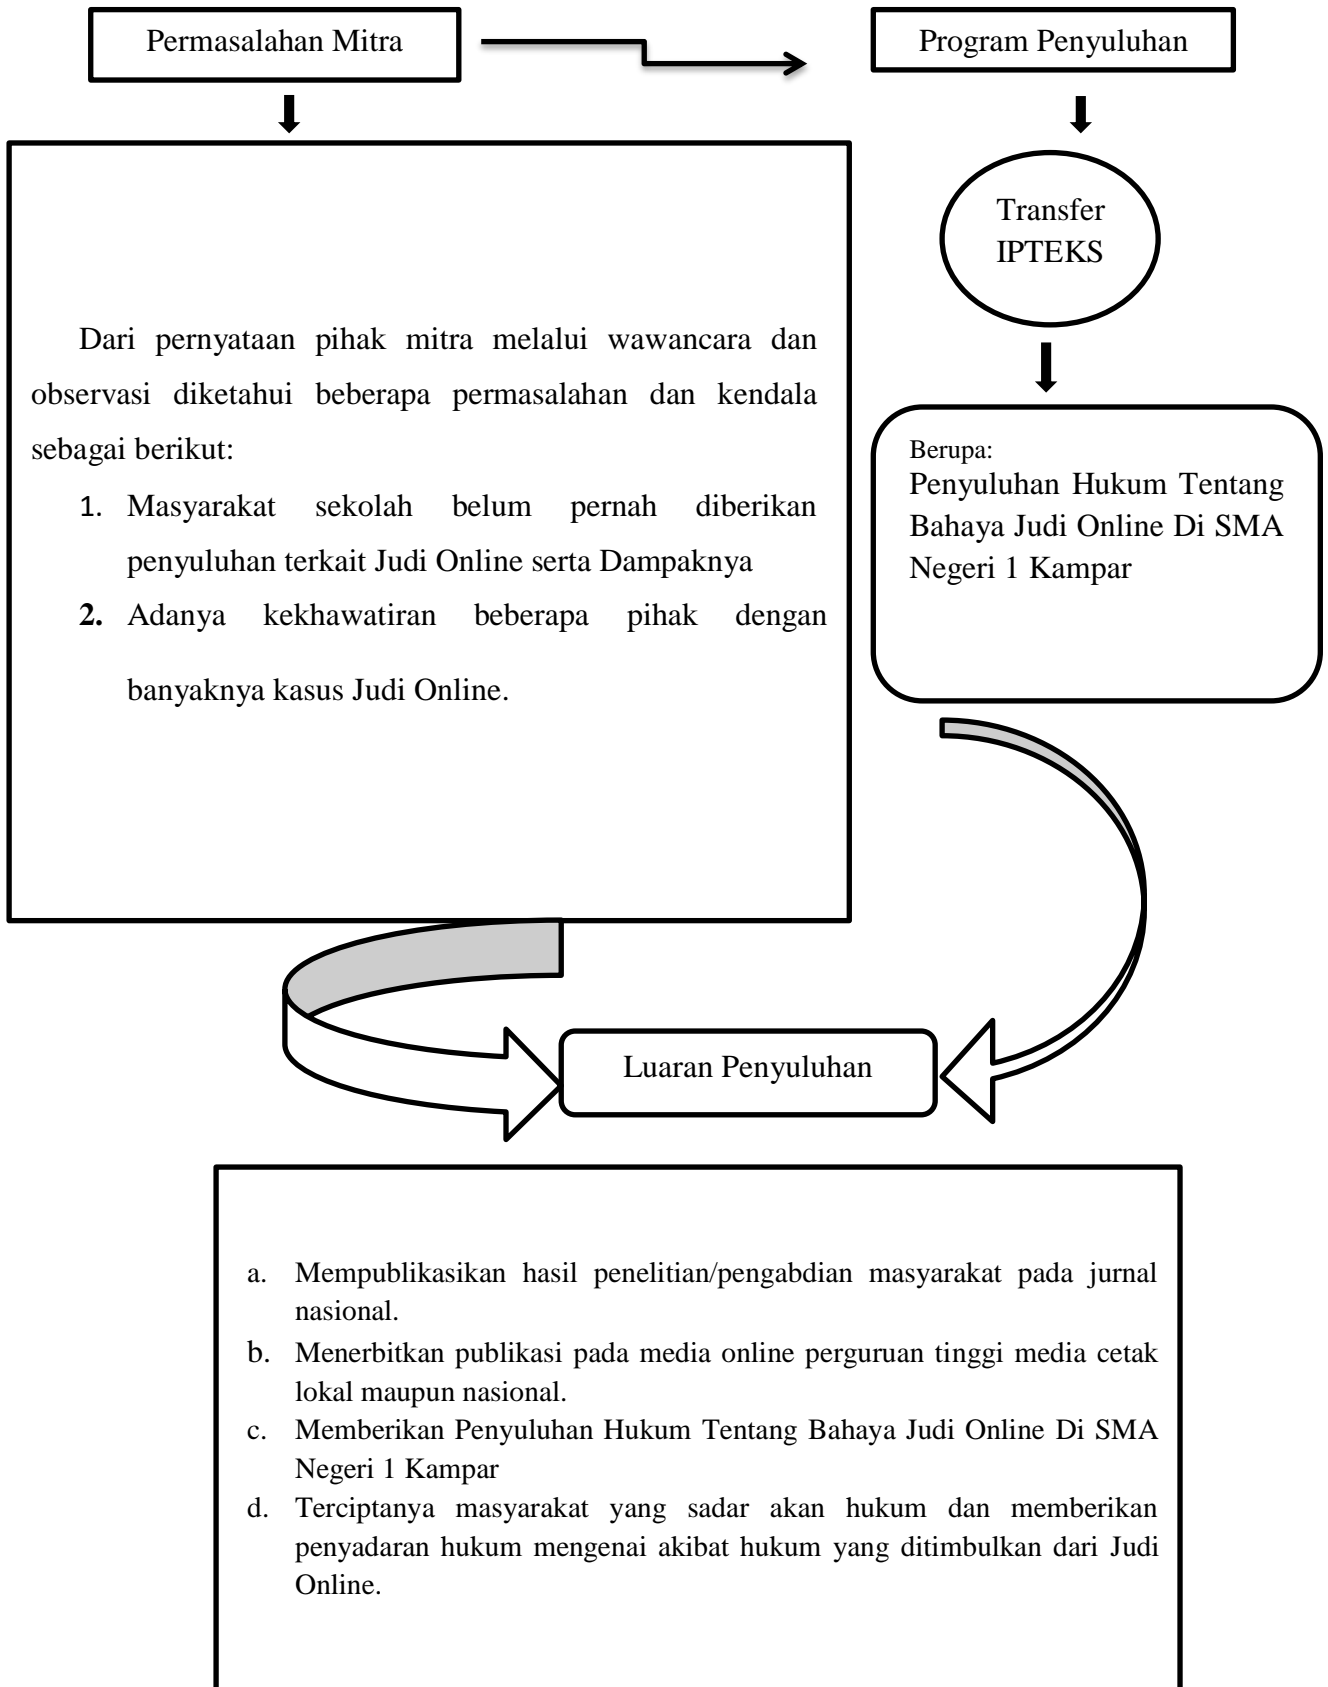 Permasalahan Mitra
Program Penyuluhan
Dari pernyataan pihak mitra melalui wawancara dan
observasi diketahui beberapa permasalahan dan kendala
sebagai berikut:
1. Masyarakat sekolah belum pernah diberikan
penyuluhan terkait Judi Online serta Dampaknya
2. Adanya kekhawatiran beberapa pihak dengan
banyaknya kasus Judi Online.
Transfer
IPTEKS
Berupa:
Penyuluhan Hukum Tentang
Bahaya Judi Online Di SMA
Negeri 1 Kampar
Luaran Penyuluhan
a. Mempublikasikan hasil penelitian/pengabdian masyarakat pada jurnal
nasional.
b. Menerbitkan publikasi pada media online perguruan tinggi media cetak
lokal maupun nasional.
c. Memberikan Penyuluhan Hukum Tentang Bahaya Judi Online Di SMA
Negeri 1 Kampar
d. Terciptanya masyarakat yang sadar akan hukum dan memberikan
penyadaran hukum mengenai akibat hukum yang ditimbulkan dari Judi
Online.